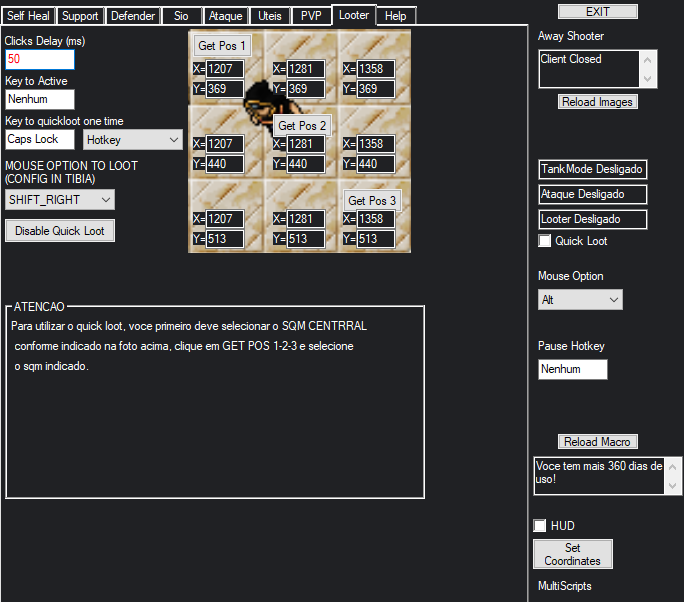 Self Heal Support Defender Sio Ataque Uteis PVP Looter Help
Clicks Delay (ms)
50
Key to Active
Nenhum
Key to quickloot one time
Caps Lock Hotkey
MOUSE OPTION TO LOOT
(CONFIG IN TIBIA)
SHIFT_RIGHT
Disable Quick Loot
Get Pos 1
X= 1207 X= 1281 X= 1358
Y= 369 Y= 369 Y= 369
Get Pos 2
X= 1207 X= 1281 X= 1358
Y= 440 Y= 440 Y= 440
Get Pos 3
X= 1207 X= 1281 X= 1358
Y= 513 Y= 513 Y= 513
ATENCAO
Para utilizar o quick loot, voce primeiro deve selecionar o SQM CENTRRAL
conforme indicado na foto acima, clique em GET POS 1-2-3 e selecione
o sqm indicado.
EXIT
Away Shooter
Client Closed
Reload Images
TankMode Desligado
Ataque Desligado
Looter Desligado
Quick Loot
Mouse Option
Alt
Pause Hotkey
Nenhum
Reload Macro
Voce tem mais 360 dias de
uso!
HUD
Set
Coordinates
MultiScripts